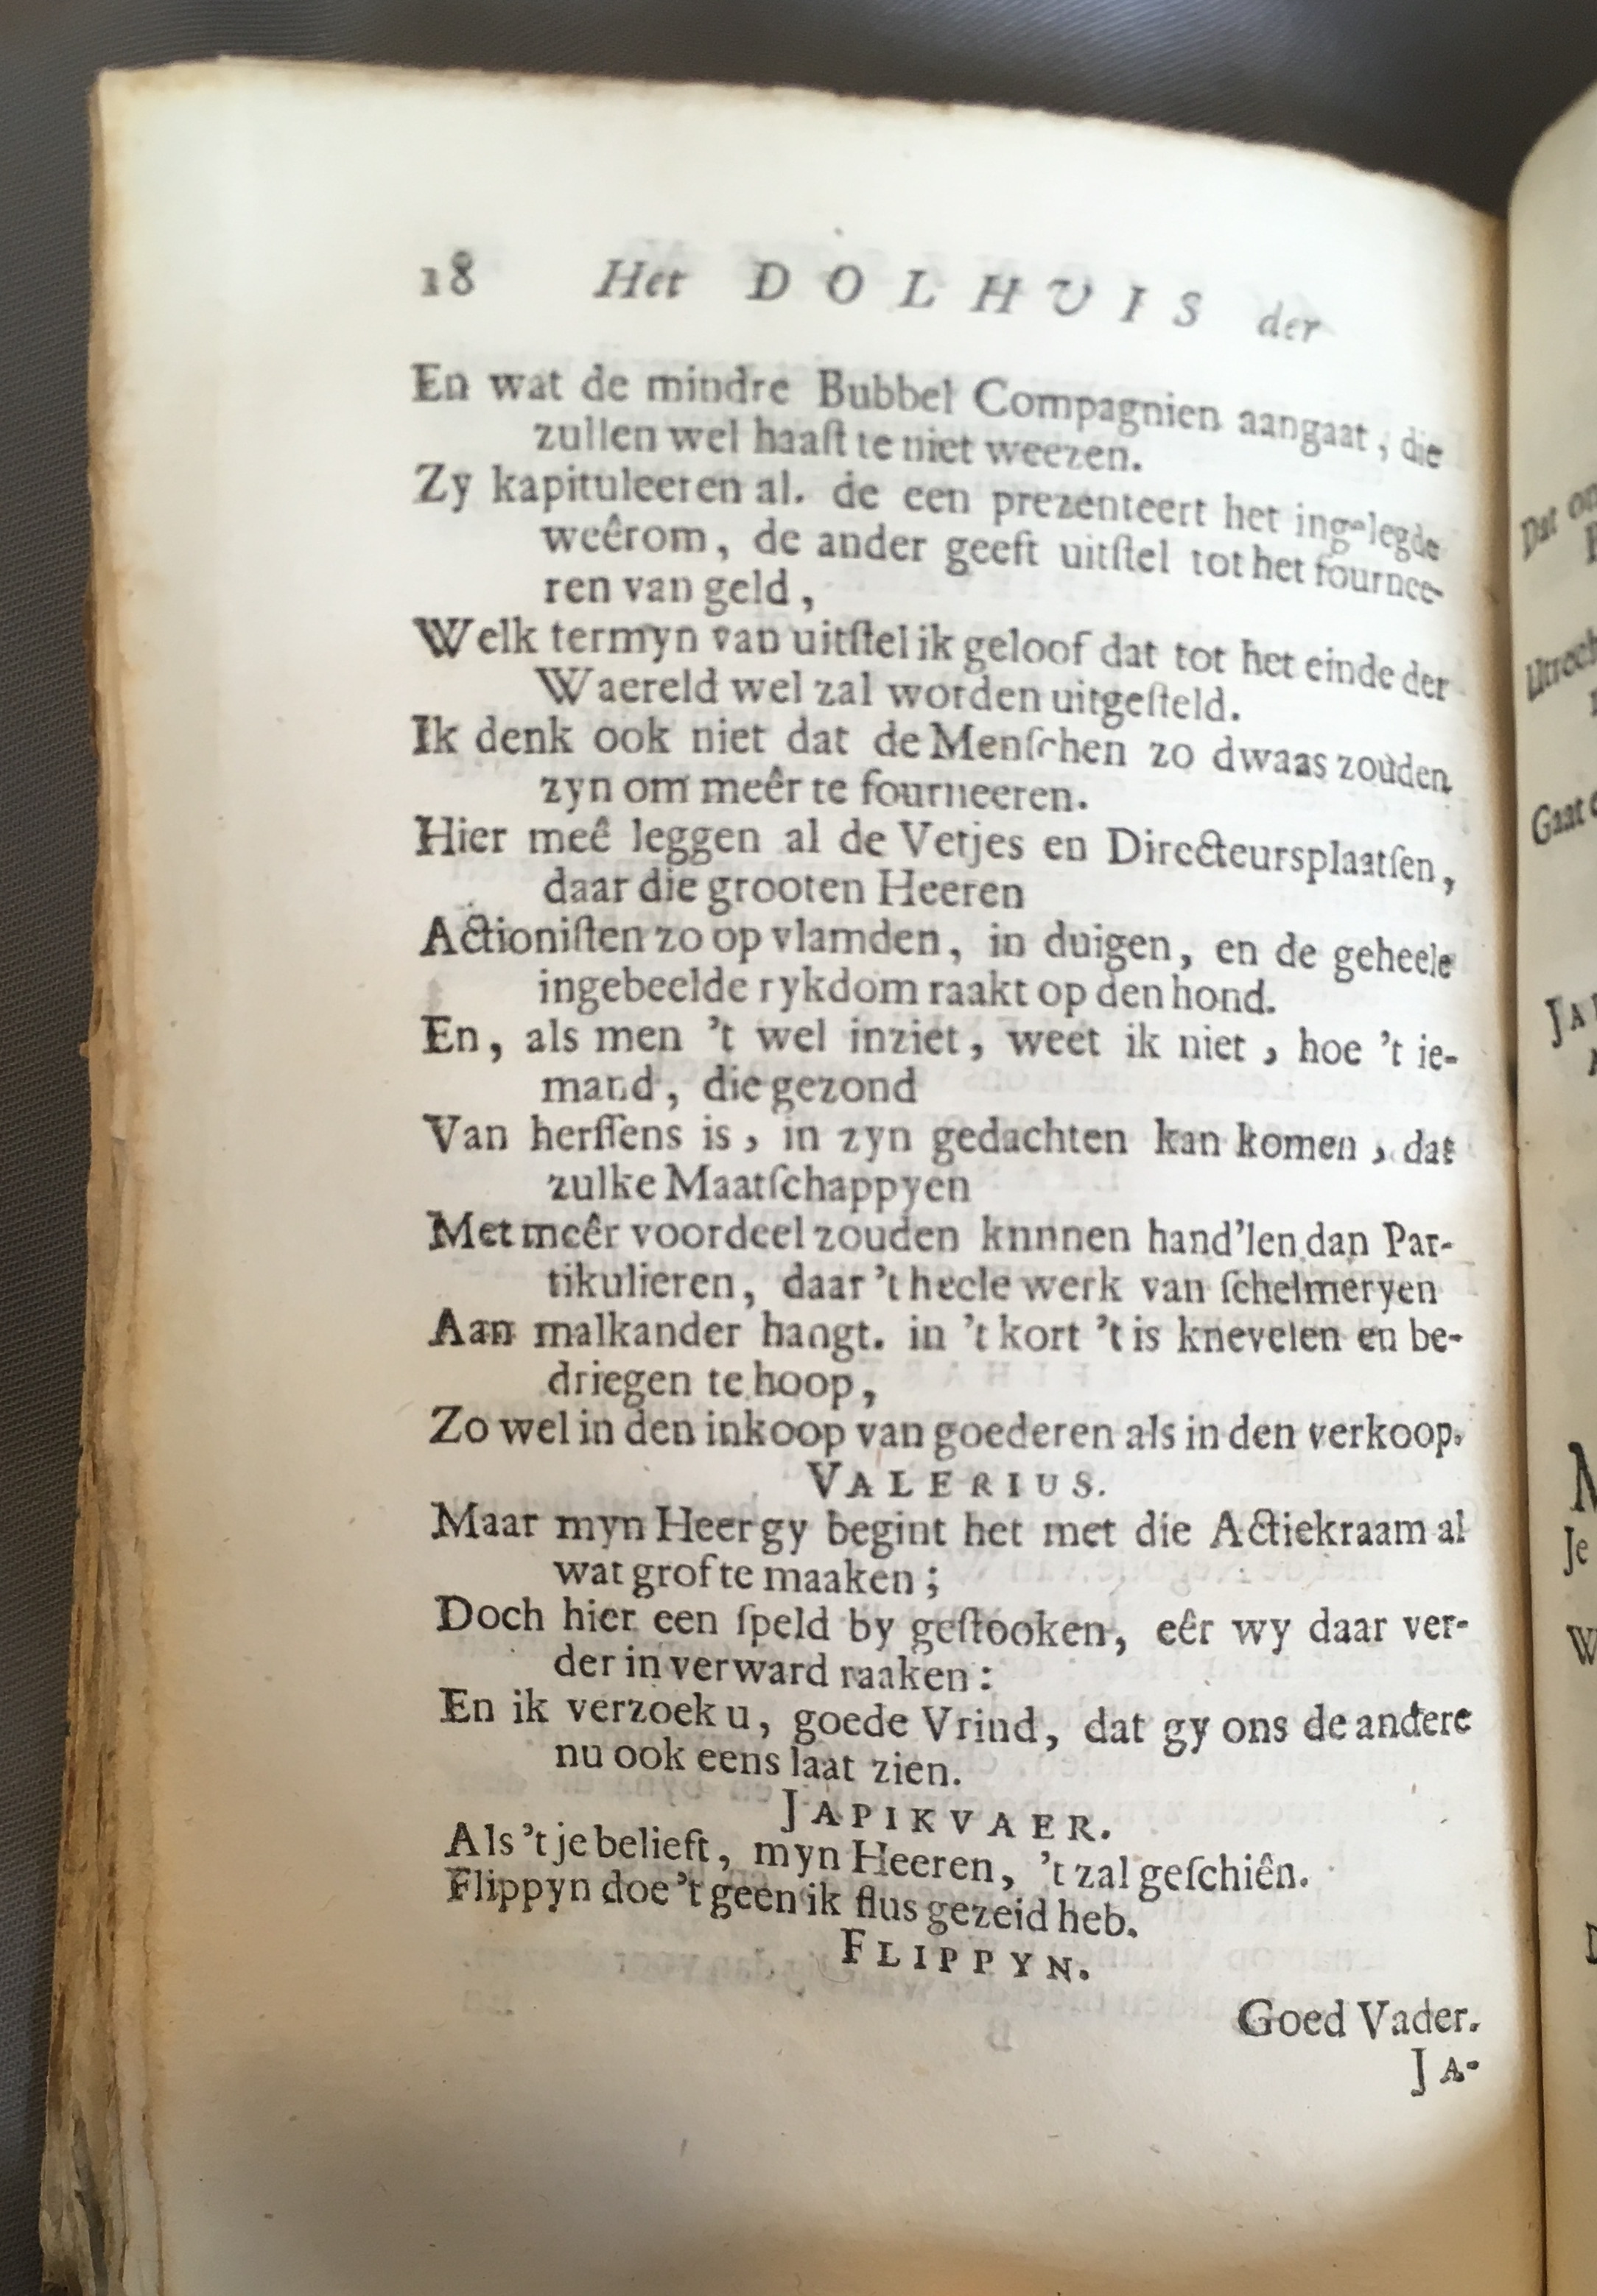 18 Het DOLHUIS der
En wat de mindre Bubbel Compagnien aangaat, die
zullen wel haaſt te niet weezen.
Zy kapituleeren al. de een prezenteert het ingelegde
weêrom, de ander geeft uitſtel tot het fournee-
ren van geld,
Welk termyn van uitſtel ik geloof dat tot het einde der
Waereld wel zal worden uitgeſteld.
Ik denk ook niet dat de Menſchen zo dwaas zouden
zyn om meêr te fourneeren.
Hier meê leggen al de Vetjes en Directeursplaatſen,
daar die grooten Heeren
Actioniſten zo op vlamden, in duigen, en de geheele
ingebeelde rykdom raakt op den hond.
En, als men 't wel inziet, weet ik niet, hoe 't ie-
mand, die gezond
Van herſſens is, in zyn gedachten kan komen, dat
zulke Maatſchappyen
Met meêr voordeel zouden knnnen hand'len dan Par-
tikulieren, daar 't heele werk van ſchelmeryen
Aan malkander hangt. in 't kort 't is knevelen en be-
driegen te hoop,
Zo wel in den inkoop van goederen als in den verkoop.
VALERIUS.
Maar myn Heer gy begint het met die Actiekraam al
wat grof te maaken;
Doch hier een ſpeld by geſtooken, eêr wy daar ver-
der in verward raaken:
En ik verzoek u, goede Vrind, dat gy ons de andere
nu ook eens laat zien.
JAPIKVAER.
Als 't je belieft, myn Heeren, 't zal geſchiên.
Flippyn doe 't geen ik flus gezeid heb.
FLIPPYN.
Goed Vader.
JA-
Dat
Utrech
Gaat
JA
Je